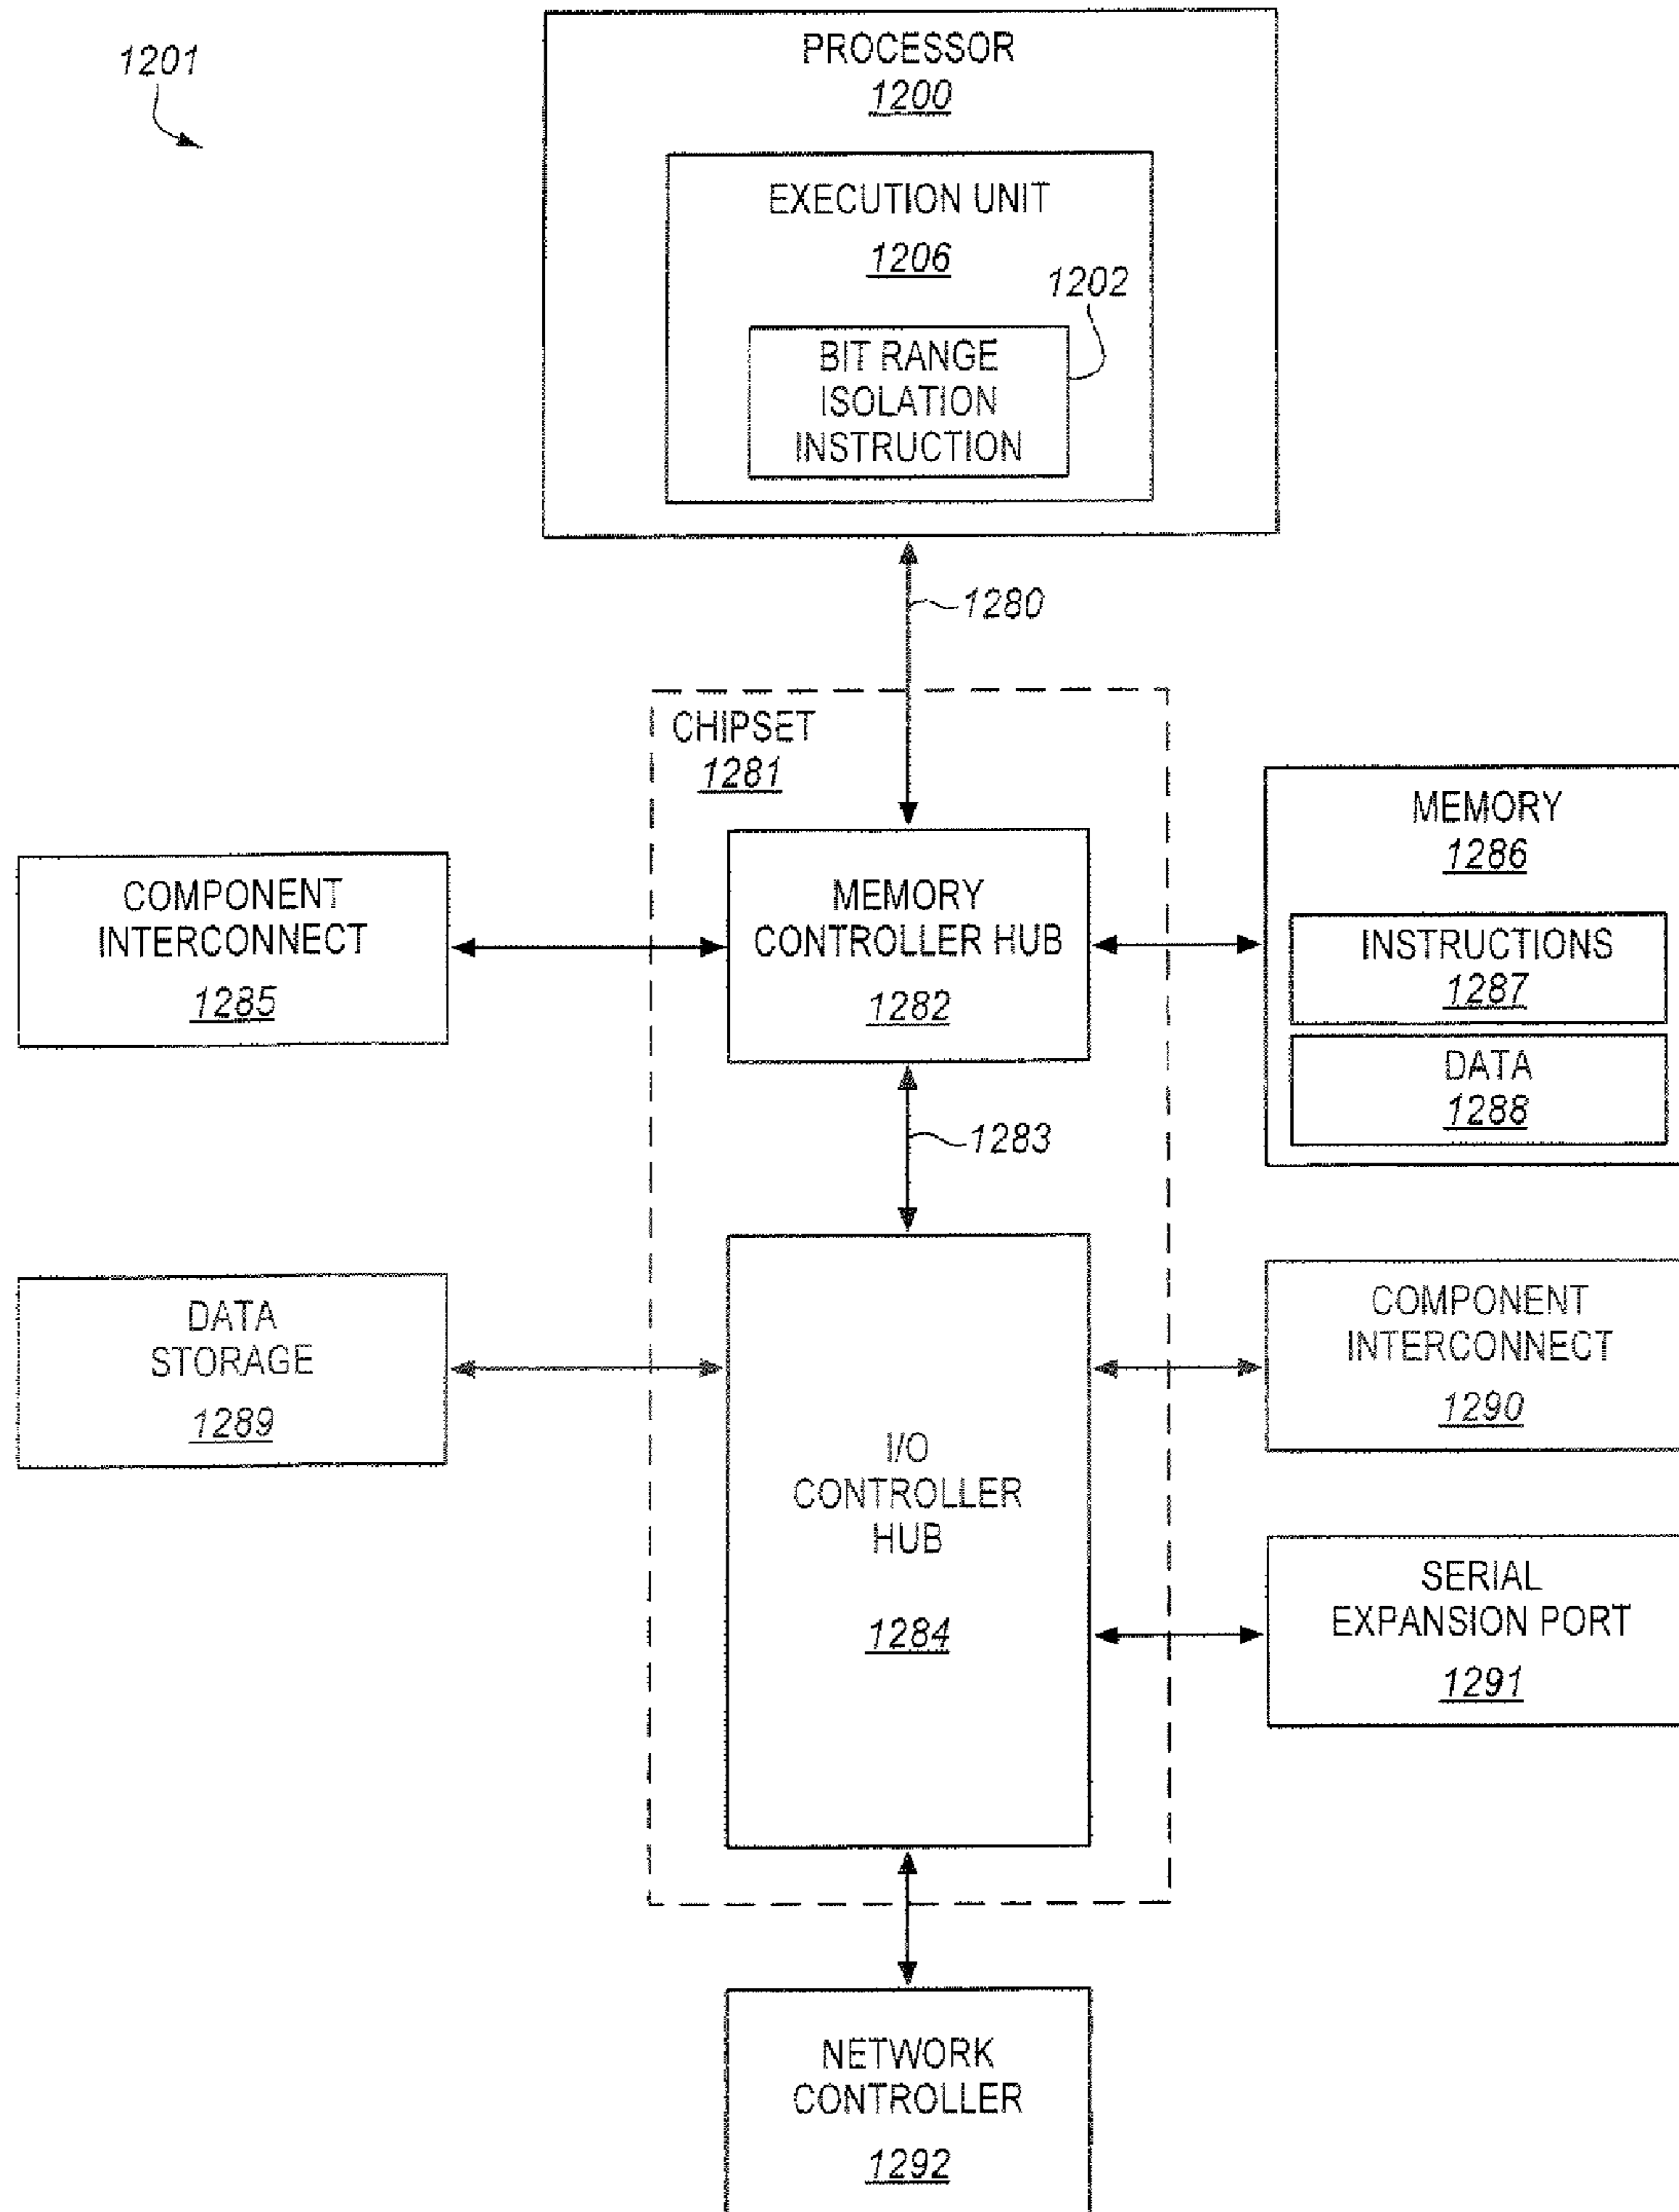 1201
PROCESSOR
1200
EXECUTION UNIT
1206
1202
BIT RANGE
ISOLATION
INSTRUCTION
1280
CHIPSET
1281
MEMORY
1286
INSTRUCTIONS
1287
DATA
1288
COMPONENT
INTERCONNECT
1285
MEMORY
CONTROLLER HUB
1282
1283
DATA
STORAGE
1289
I/O
CONTROLLER
HUB
1284
COMPONENT
INTERCONNECT
1290
SERIAL
EXPANSION PORT
1291
NETWORK
CONTROLLER
1292